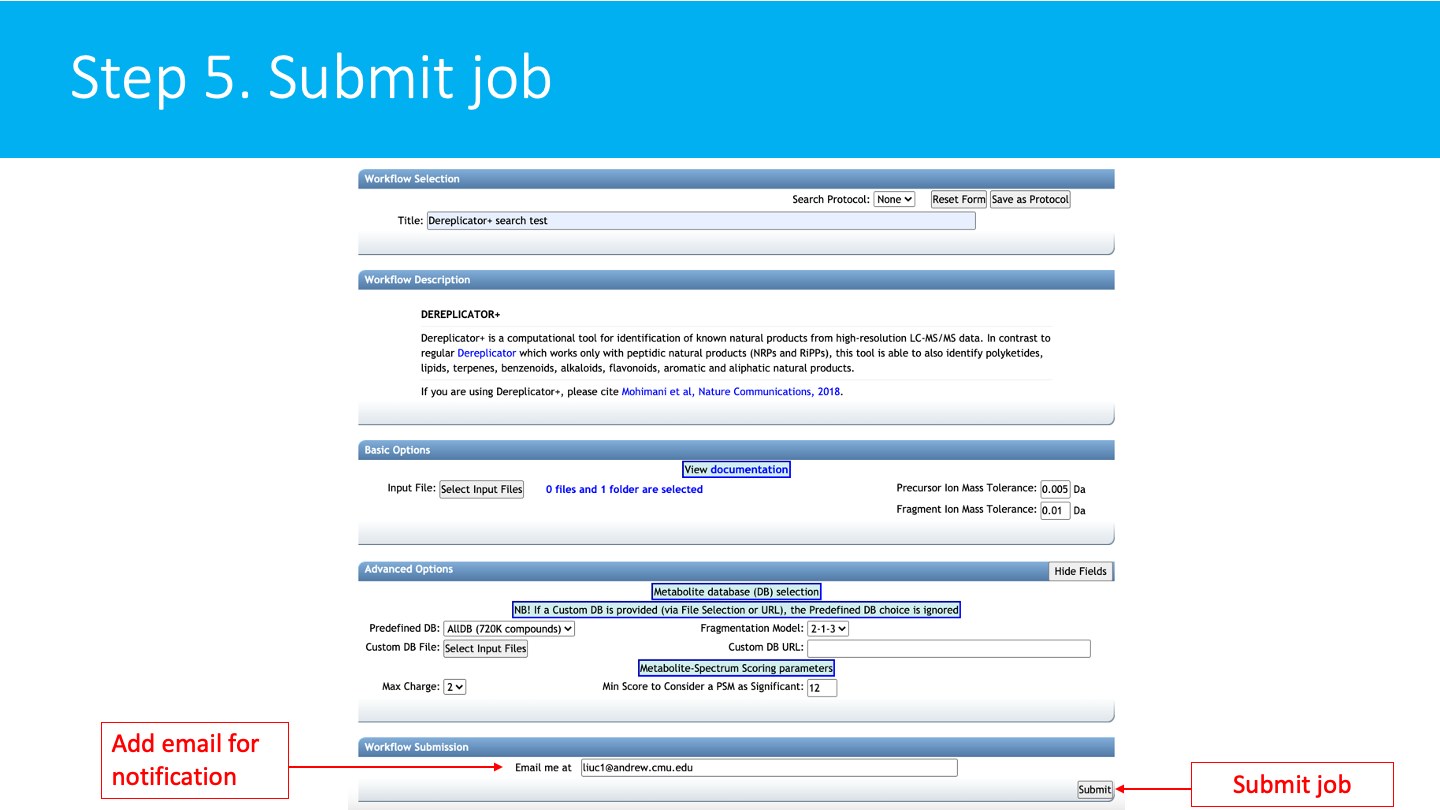 Step 5. Submit job
Workflow Selection
Search Protocol: None Reset Form Save as Protocol
Title: Dereplicator+ search test
Workflow Description
DEREPLICATOR+
Dereplicator+ is a computational tool for identification of known natural products from high-resolution LC-MS/MS data. In contrast to
regular Dereplicator which works only with peptidic natural products (NRPs and RiPPs), this tool is able to also identify polyketides,
lipids, terpenes, benzenoids, alkaloids, flavonoids, aromatic and aliphatic natural products.
If you are using Dereplicator+, please cite Mohimani et al, Nature Communications, 2018.
Basic Options
View documentation
Input File: Select Input Files 0 files and 1 folder are selected Precursor Ion Mass Tolerance: 0.005 Da
Fragment Ion Mass Tolerance: 0.01 Da
Advanced Options Hide Fields
Metabolite database (DB) selection
NB! If a Custom DB is provided (via File Selection or URL), the Predefined DB choice is ignored
Predefined DB: AllDB (720K compounds) Fragmentation Model: 2-1-3
Custom DB File: Select Input Files Custom DB URL:
Metabolite-Spectrum Scoring parameters
Max Charge: 2 Min Score to Consider a PSM as Significant: 12
Workflow Submission
Add email for
notification
Email me at liuc1@andrew.cmu.edu
Submit
Submit job